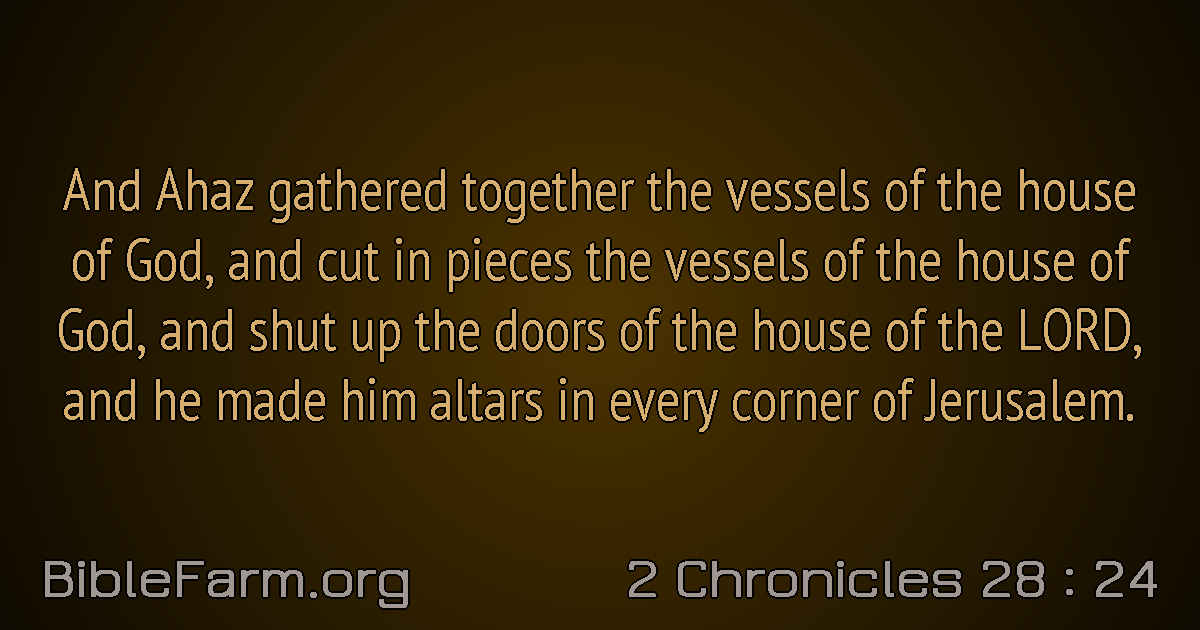 And Ahaz gathered together the vessels of the house
of God, and cut in pieces the vessels of the house of
God, and shut up the doors of the house of the LORD,
and he made him altars in every corner of Jerusalem.
BibleFarm.org
2 Chronicles 28 : 24